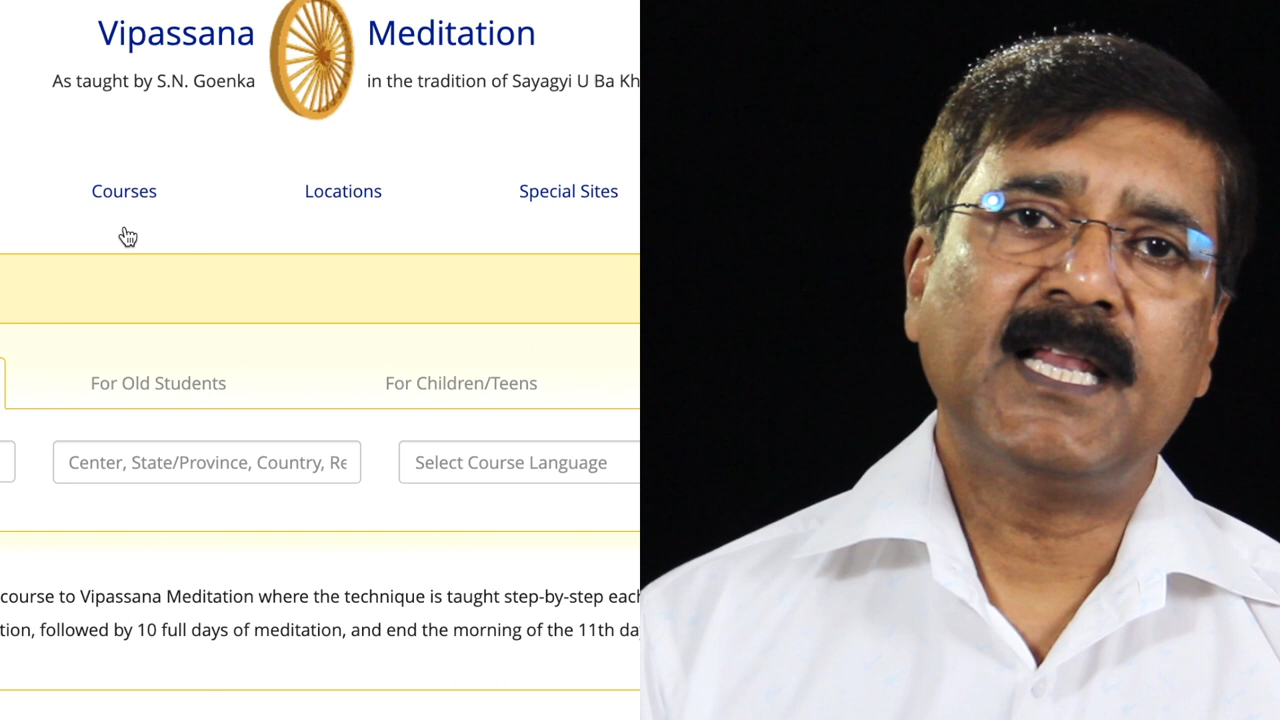 Vipassana Meditation
As taught by S.N. Goenka in the tradition of Sayagyi U Ba Kh
Courses Locations Special Sites
For Old Students For Children/Teens
Center, State/Province, Country, Re Select Course Language
course to Vipassana Meditation where the technique is taught step-by-step each
tion, followed by 10 full days of meditation, and end the morning of the 11th da